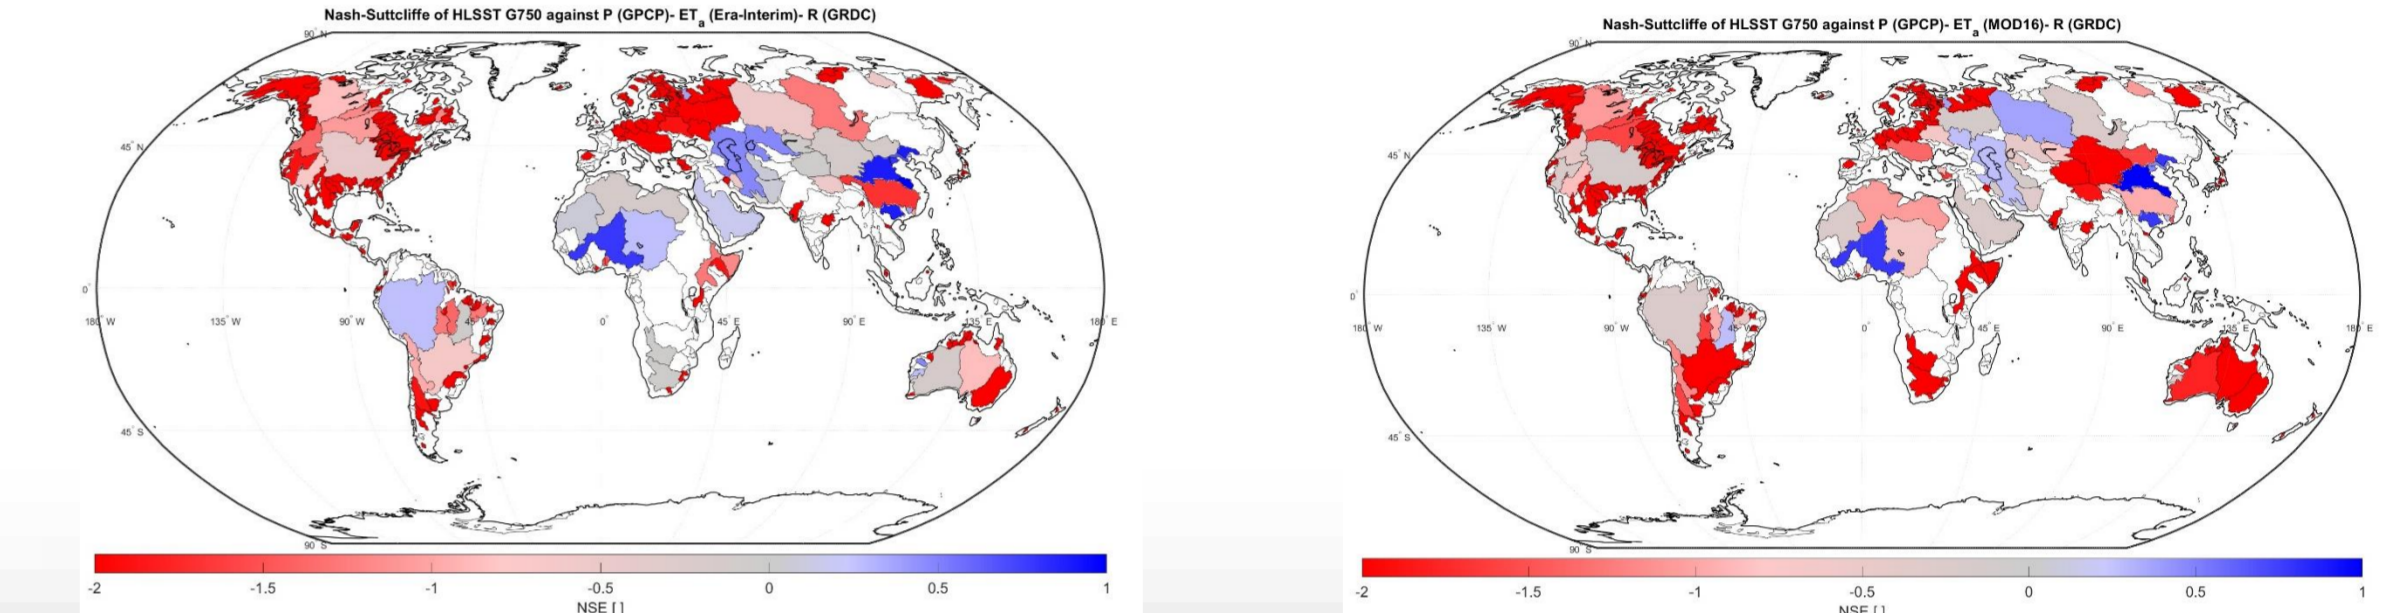 Nash-Suttcliffe of HLSST G750 against P (GPCP)- ETa (Era-Interim)- R (GRDC)
90° N
45° N
0°
180° W
135° W
90° W
45° W
0°
45° E
90° E
135° E
180° E
45° S
90° S
-2
-1.5
-1
-0.5
0
0.5
1
NSE [ ]
Nash-Suttcliffe of HLSST G750 against P (GPCP)- ETa (MOD16)- R (GRDC)
90° N
45° N
0°
180° W
135° W
90° W
45° W
0°
45° E
90° E
135° E
180° E
45° S
90° S
-2
-1.5
-1
-0.5
0
0.5
1
NSE [ ]